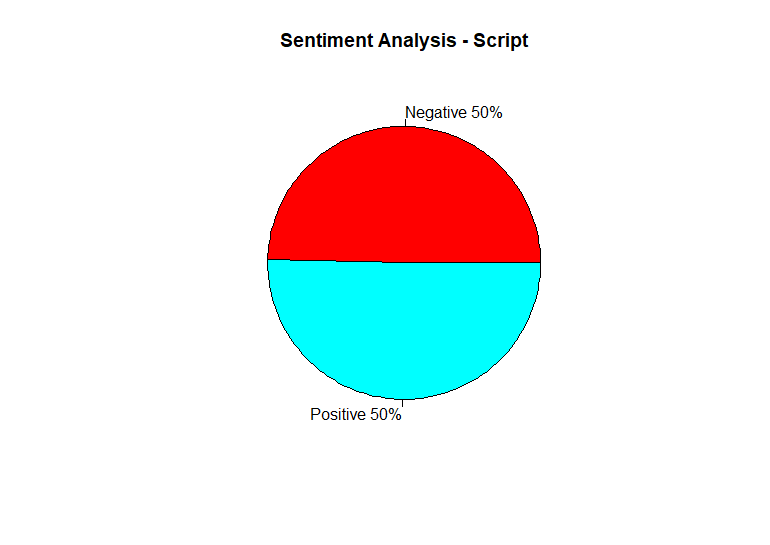 Sentiment Analysis - Script
Negative 50%
Positive 50%